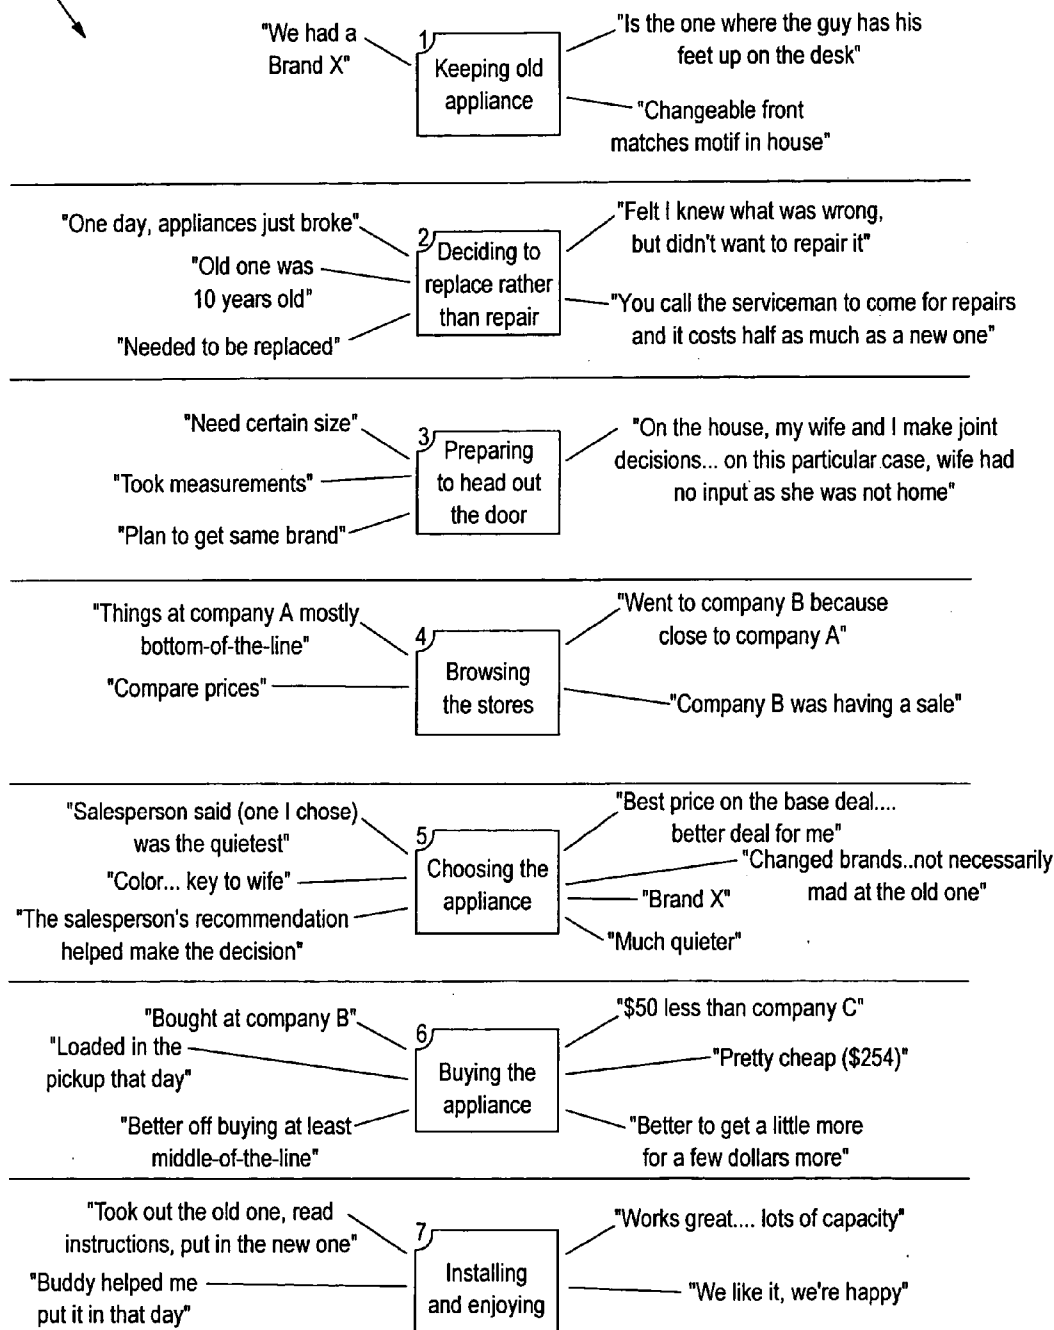 "We had a
Brand X"
1
Keeping old
appliance
"Is the one where the guy has his
feet up on the desk"
"Changeable front
matches motif in house"
"One day, appliances just broke"
"Old one was
10 years old"
"Needed to be replaced"
2
Deciding to
replace rather
than repair
"Felt I knew what was wrong,
but didn't want to repair it"
"You call the serviceman to come for repairs
and it costs half as much as a new one"
"Need certain size"
"Took measurements"
"Plan to get same brand"
3
Preparing
to head out
the door
"On the house, my wife and I make joint
decisions... on this particular case, wife had
no input as she was not home"
"Things at company A mostly
bottom-of-the-line"
"Compare prices"
4
Browsing
the stores
"Went to company B because
close to company A"
"Company B was having a sale"
"Salesperson said (one I chose)
was the quietest"
"Color... key to wife"
"The salesperson's recommendation
helped make the decision"
5
Choosing the
appliance
"Best price on the base deal....
better deal for me"
"Changed brands..not necessarily
mad at the old one"
"Brand X"
"Much quieter"
"Bought at company B"
"Loaded in the
pickup that day"
"Better off buying at least
middle-of-the-line"
6
Buying the
appliance
"$50 less than company C"
"Pretty cheap ($254)"
"Better to get a little more
for a few dollars more"
"Took out the old one, read
instructions, put in the new one"
"Buddy helped me
put it in that day"
7
Installing
and enjoying
"Works great.... lots of capacity"
"We like it, we're happy"